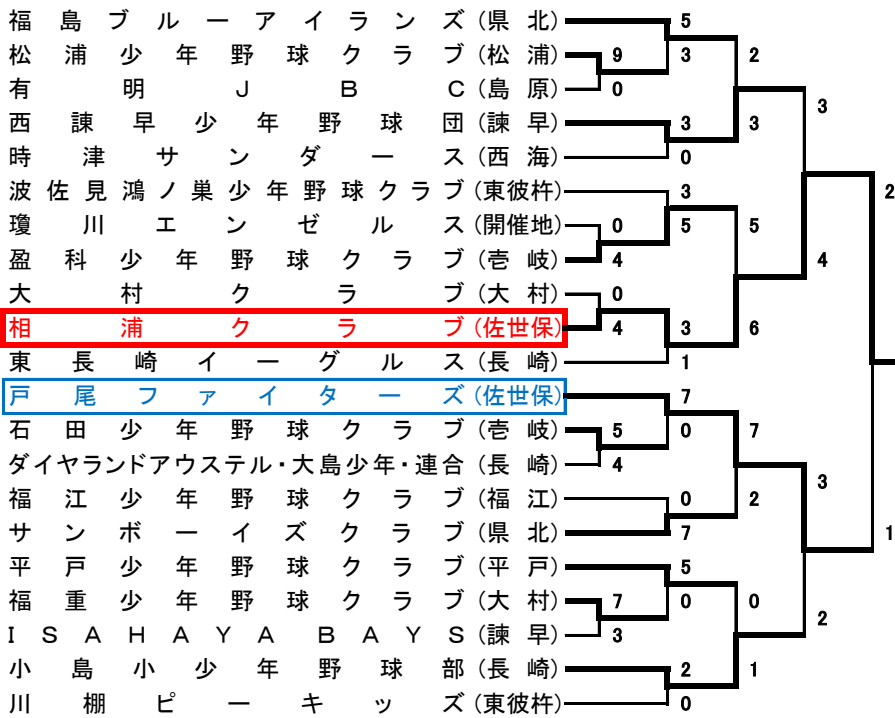 福島ブルーアイランズ(県北) 5
松浦少年野球クラブ(松浦) 9 3 2
有明JBC(島原) 0
3
西諫早少年野球団(諫早) 3 3
時津サンダース(西海) 0
波佐見鴻ノ巣少年野球クラブ(東彼杵) 3 2
瓊川エンゼルス(開催地) 0 5 5
盈科少年野球クラブ(壱岐) 4 4
大村クラブ(大村) 0
相浦クラブ(佐世保) 4 3 6
東長崎イーグルス(長崎) 1
戸尾ファイターズ(佐世保) 7
石田少年野球クラブ(壱岐) 5 0 7
ダイヤランドアウステル・大島少年・連合(長崎) 4
3
福江少年野球クラブ(福江) 0 2
サンボーイズクラブ(県北) 7 1
平戸少年野球クラブ(平戸) 5
福重少年野球クラブ(大村) 7 0 0
2
ISAHAYA BAYS(諫早) 3
小島小少年野球部(長崎) 2 1
川棚ピーキッズ(東彼杵) 0